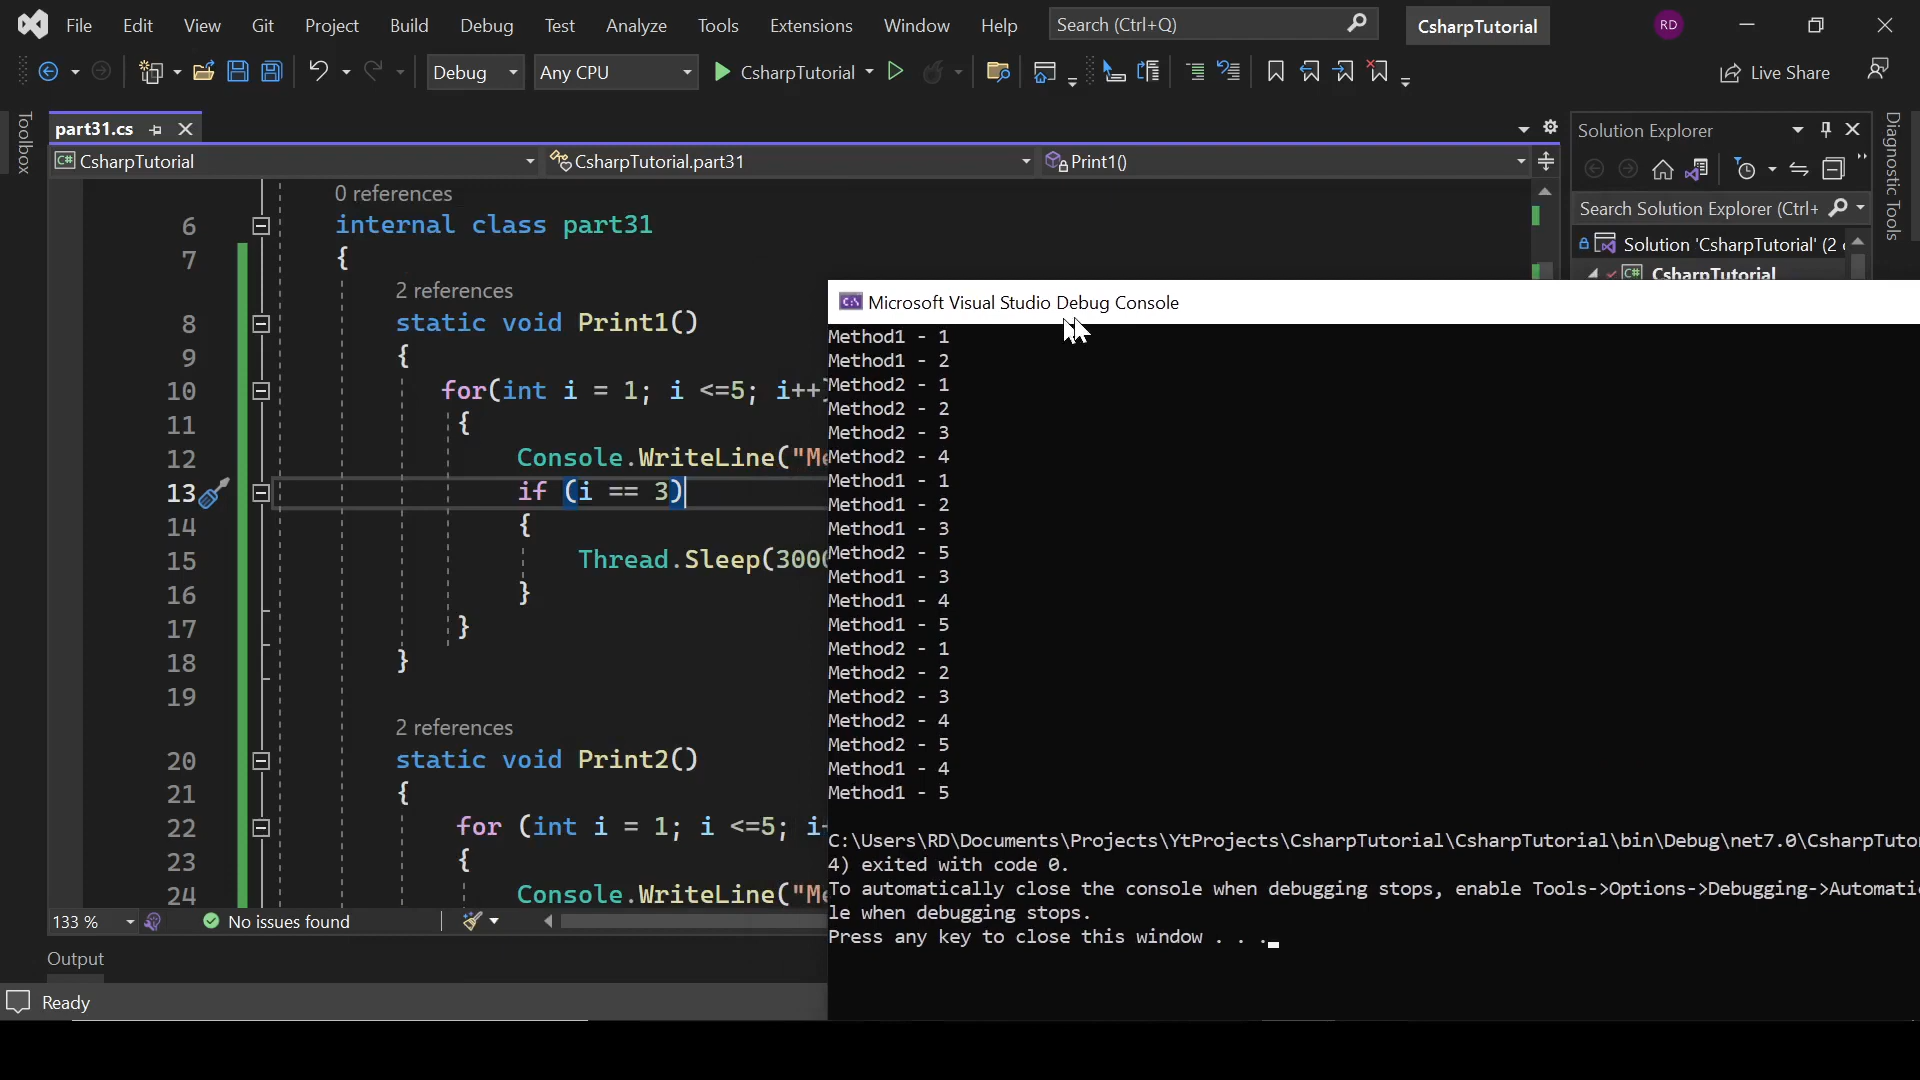 File Edit View Git Project Build Debug Test Analyze Tools Extensions Window Help Search (Ctrl+Q) CsharpTutorial RD
Debug Any CPU CsharpTutorial Live Share
Toolbox
part31.cs
CsharpTutorial CsharpTutorial.part31 Print1()
Solution Explorer
Search Solution Explorer (Ctrl+
Solution 'CsharpTutorial' (2
CsharpTutorial
Diagnostic Tools
0 references
6 internal class part31
7 {
2 references
8 static void Print1()
9 {
10 for(int i = 1; i <=5; i++)
11 {
12 Console.WriteLine("Me
13 if (i == 3)
14 {
15 Thread.Sleep(3000
16 }
17 }
18 }
19
2 references
20 static void Print2()
21 {
22 for (int i = 1; i <=5; i+
23 {
24 Console.WriteLine("Me
133 % No issues found
Output
Ready
Microsoft Visual Studio Debug Console
Method1 - 1
Method1 - 2
Method2 - 1
Method2 - 2
Method2 - 3
Method2 - 4
Method1 - 1
Method1 - 2
Method1 - 3
Method2 - 5
Method1 - 3
Method1 - 4
Method1 - 5
Method2 - 1
Method2 - 2
Method2 - 3
Method2 - 4
Method2 - 5
Method1 - 4
Method1 - 5
C:\Users\RD\Documents\Projects\YtProjects\CsharpTutorial\CsharpTutorial\bin\Debug\net7.0\CsharpTuto
4) exited with code 0.
To automatically close the console when debugging stops, enable Tools->Options->Debugging->Automati
le when debugging stops.
Press any key to close this window . . .